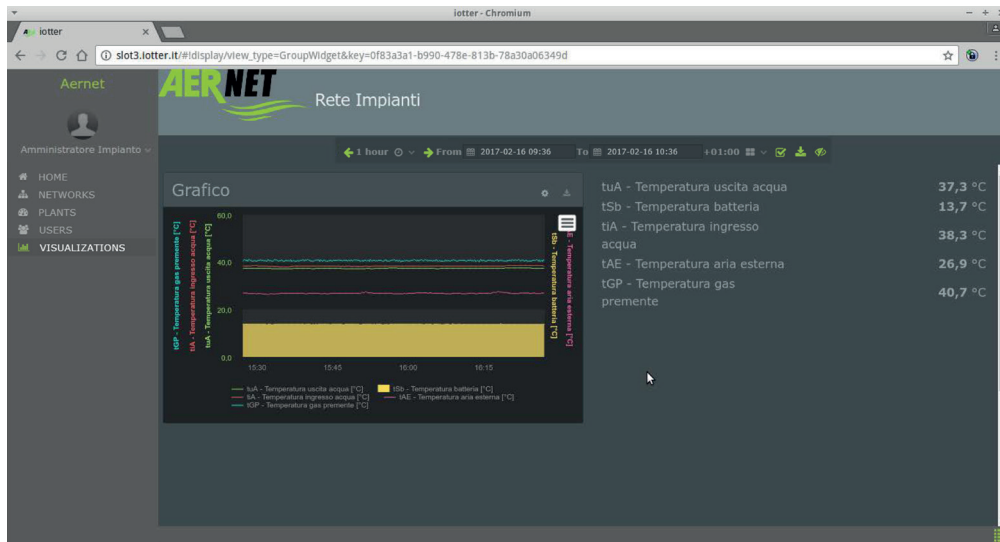 iotter - Chromium
iotter
slot3.iotter.it/#!display/view_type=GroupWidget&key=0f83a3a1-b990-478e-813b-78a30a06349d
Aernet
AERNET
Rete Impianti
Amministratore Impianto
1 hour From 2017-02-16 09:36 To 2017-02-16 10:36 +01:00
HOME
NETWORKS
PLANTS
USERS
VISUALIZATIONS
Grafico
tGP - Temperatura gas premente [°C]
tiA - Temperatura ingresso acqua [°C]
tuA - Temperatura uscita acqua [°C]
60,0
40,0
20,0
0,0
15:30 15:45 16:00 16:15
tSb - Temperatura batteria [°C]
tAE - Temperatura aria esterna [°C]
tuA - Temperatura uscita acqua [°C] tSb - Temperatura batteria [°C]
tiA - Temperatura ingresso acqua [°C] tAE - Temperatura aria esterna [°C]
tGP - Temperatura gas premente [°C]
tuA - Temperatura uscita acqua 37,3 °C
tSb - Temperatura batteria 13,7 °C
tiA - Temperatura ingresso
acqua 38,3 °C
tAE - Temperatura aria esterna 26,9 °C
tGP - Temperatura gas
premente 40,7 °C